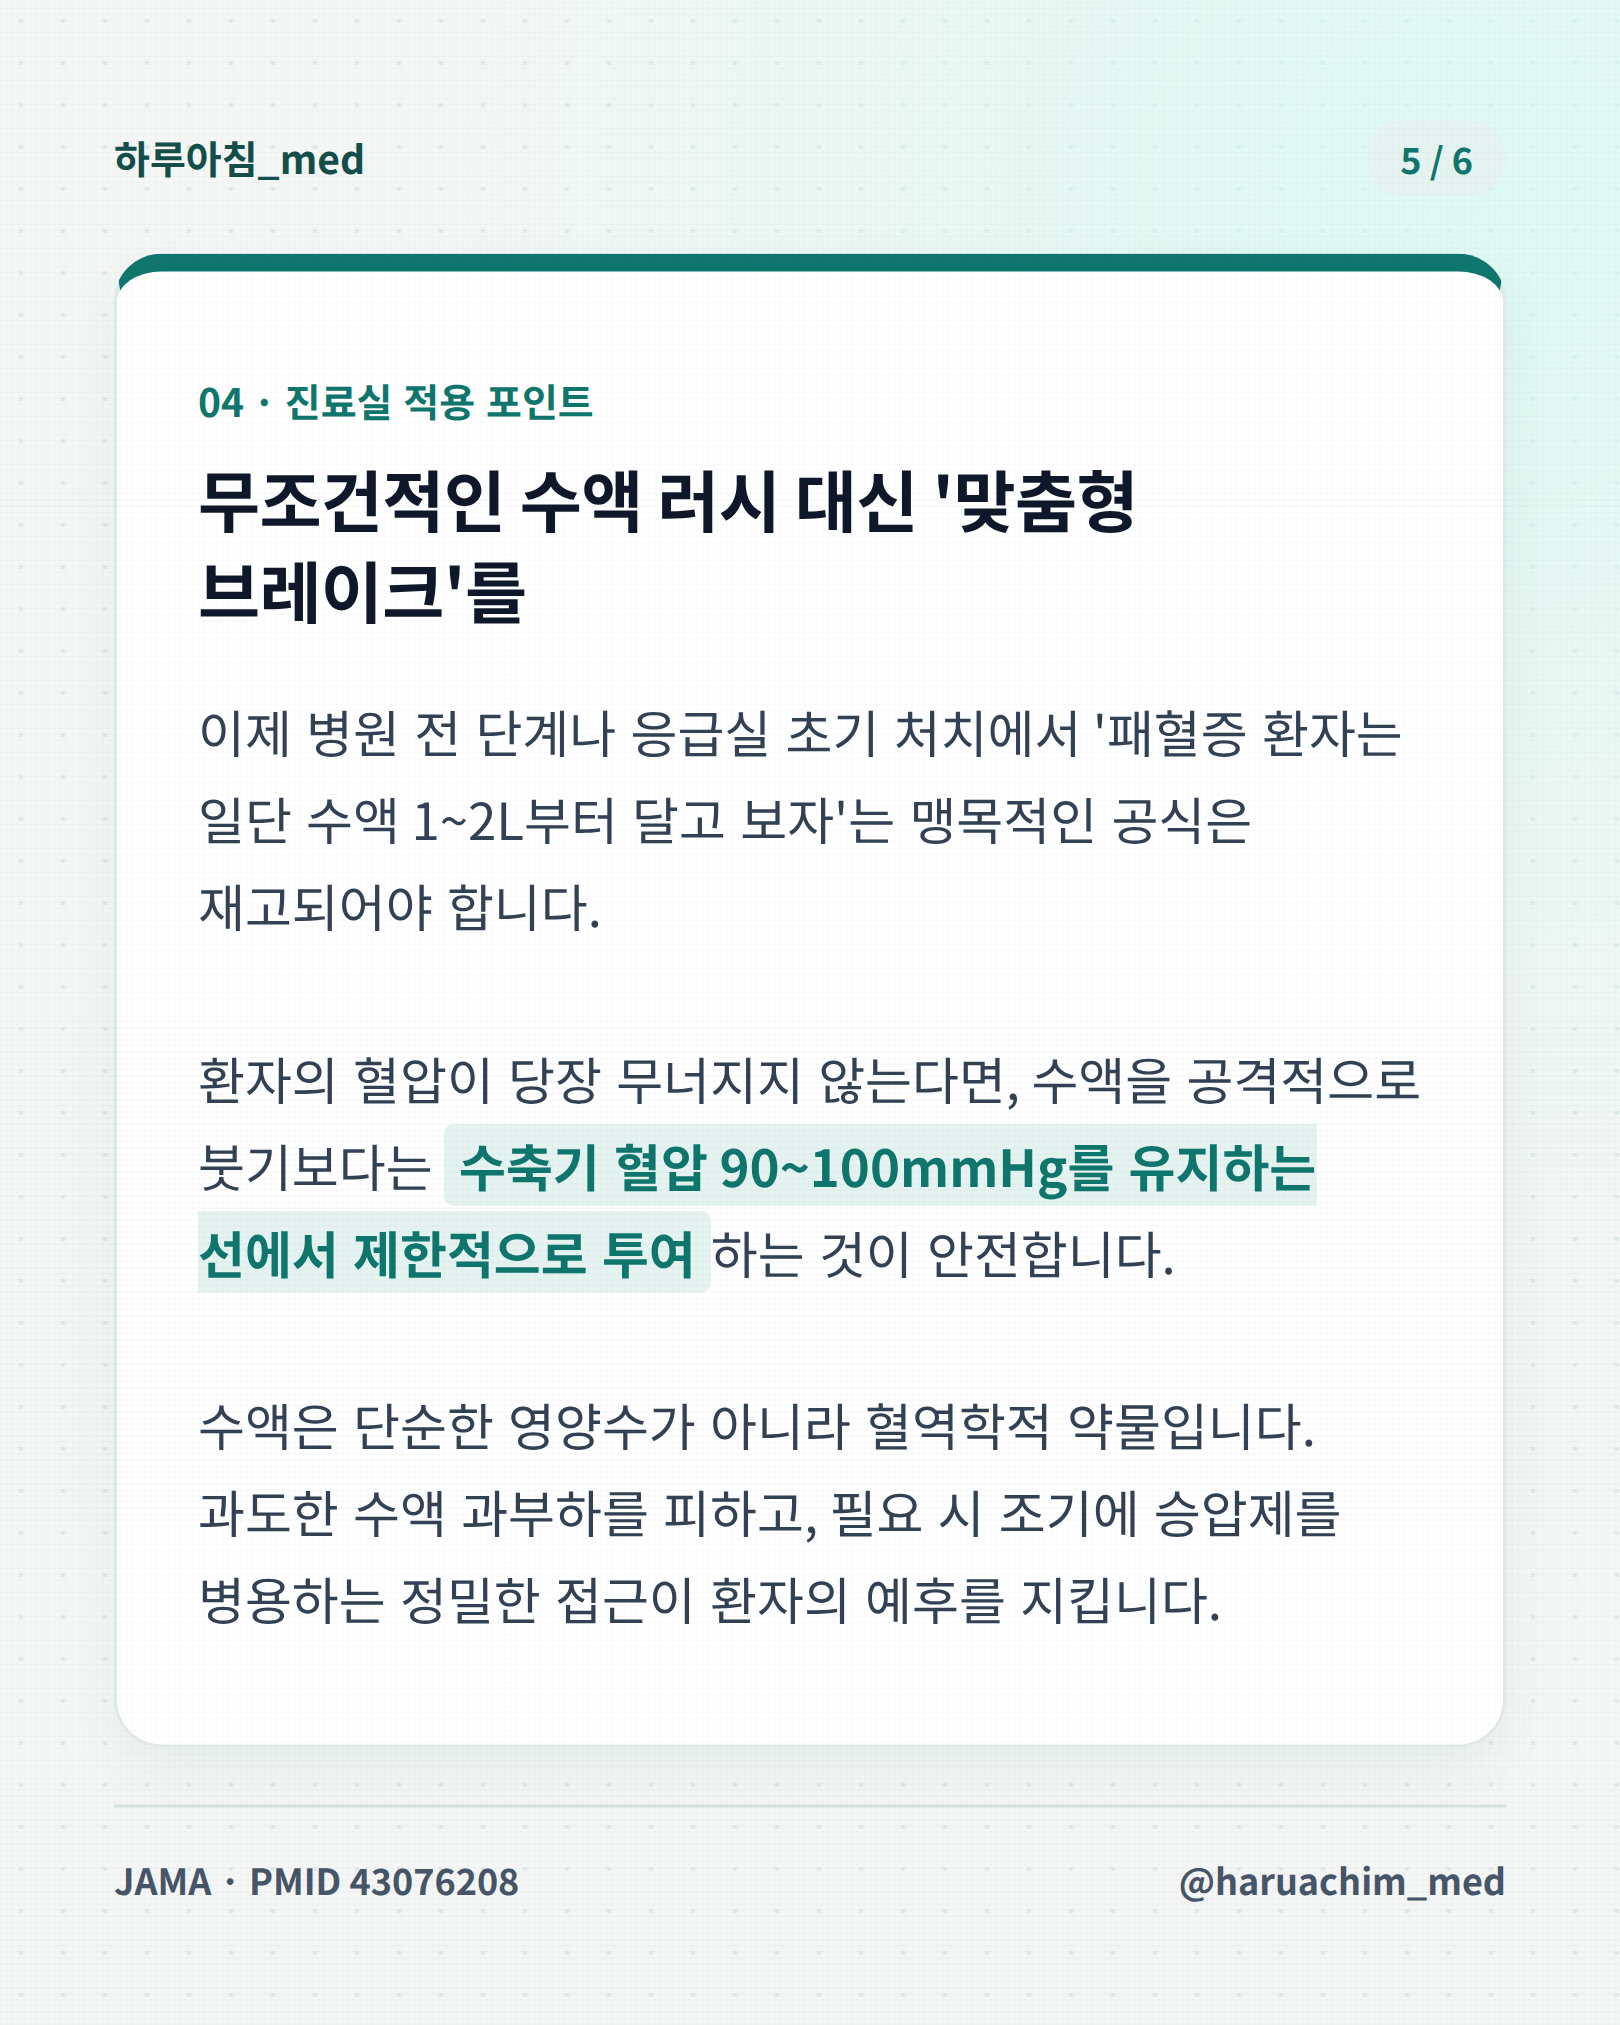 하루아침_med
5 / 6
04 · 진료실 적용 포인트
무조건적인 수액 러시 대신 '맞춤형
브레이크'를
이제 병원 전 단계나 응급실 초기 처치에서 '패혈증 환자는
일단 수액 1~2L부터 달고 보자'는 맹목적인 공식은
재고되어야 합니다.
환자의 혈압이 당장 무너지지 않는다면, 수액을 공격적으로
붓기보다는 수축기 혈압 90~100mmHg를 유지하는
선에서 제한적으로 투여 하는 것이 안전합니다.
수액은 단순한 영양수가 아니라 혈역학적 약물입니다.
과도한 수액 과부하를 피하고, 필요 시 조기에 승압제를
병용하는 정밀한 접근이 환자의 예후를 지킵니다.
JAMA · PMID 43076208
@haruachim_med